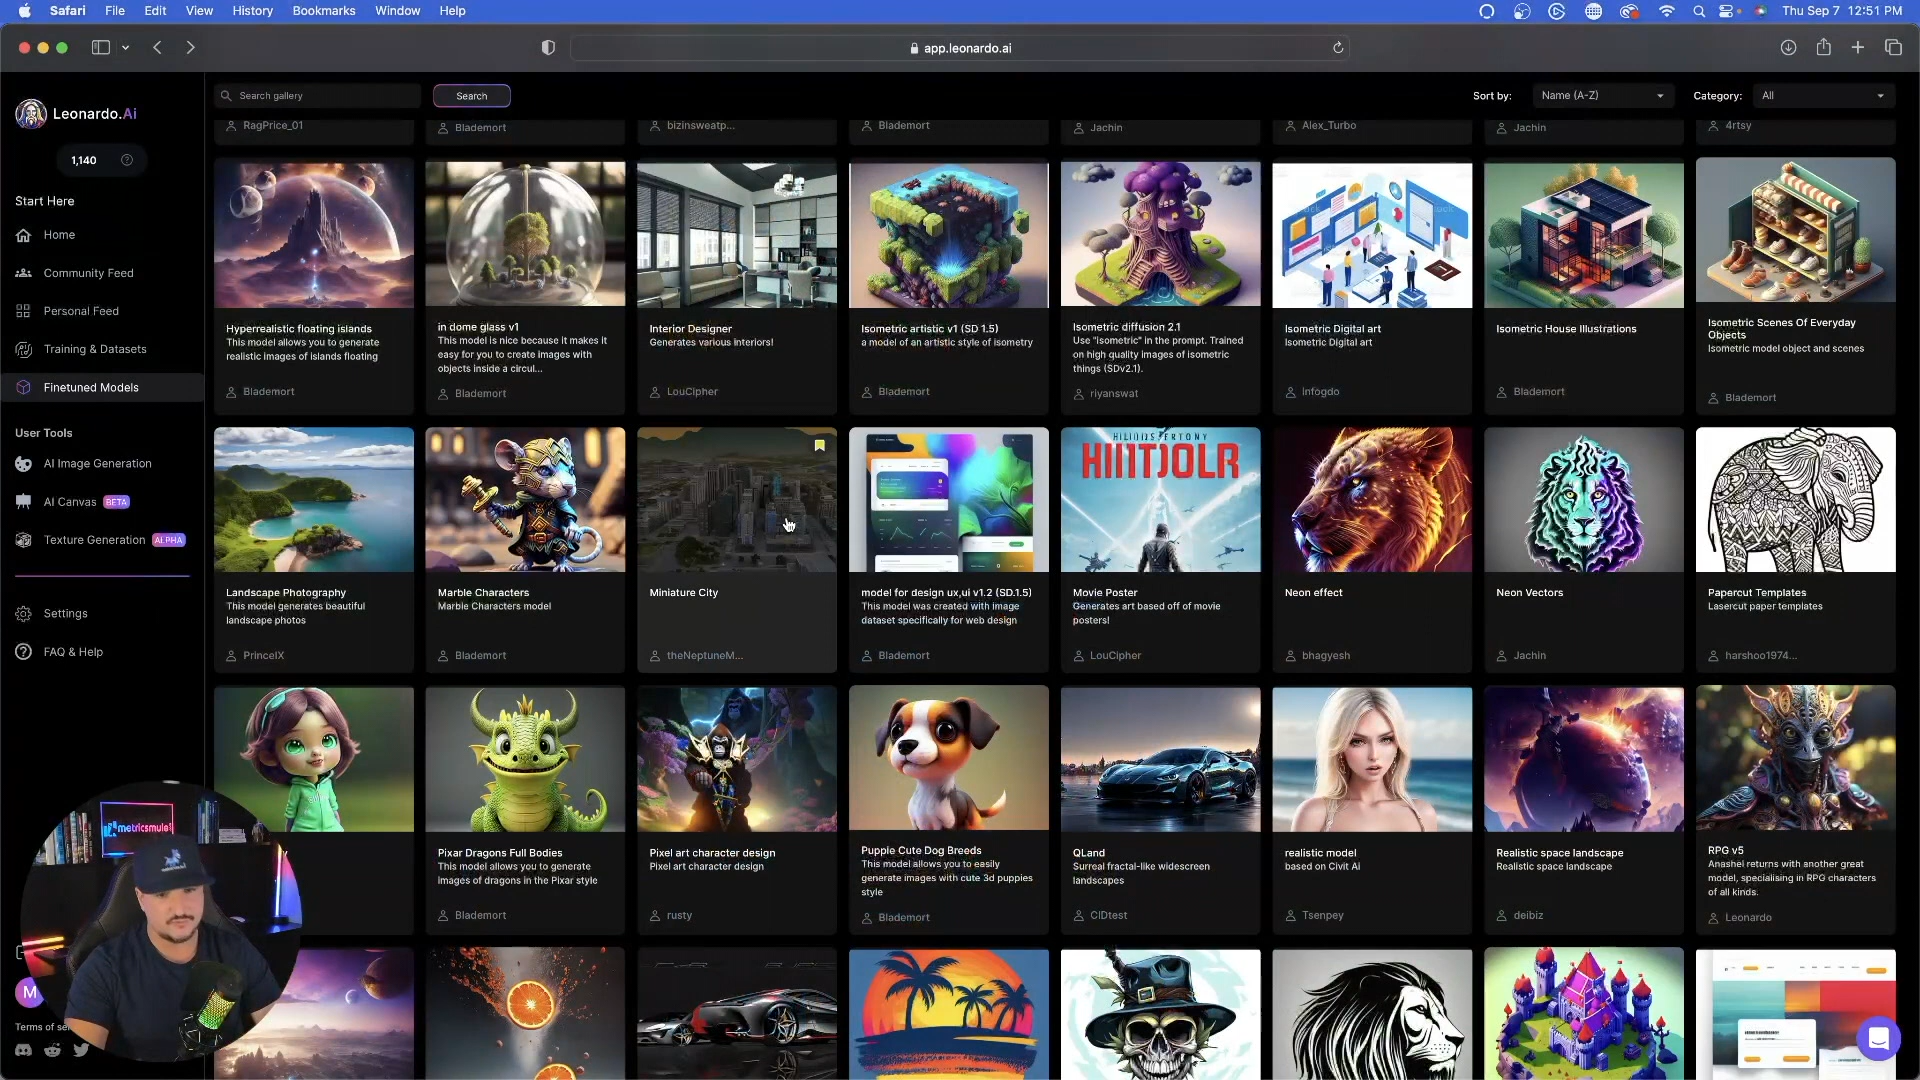 Safari File Edit View History Bookmarks Window Help
Thu Sep 7 12:51 PM
app.leonardo.ai
Leonardo.Ai
1,140
Start Here
Home
Community Feed
Personal Feed
Training & Datasets
Finetuned Models
User Tools
AI Image Generation
AI Canvas BETA
Texture Generation ALPHA
Settings
FAQ & Help
metricsmule
M
Terms of se
Search gallery
Search
Sort by: Name (A-Z)
Category: All
RagPrice_01
Blademort
bizinsweatp...
Blademort
Jachin
Alex_Turbo
Jachin
4rtsy
Hyperrealistic floating islands
This model allows you to generate
realistic images of islands floating
Blademort
in dome glass v1
This model is nice because it makes it
easy for you to create images with
objects inside a circul...
Blademort
Interior Designer
Generates various interiors!
LouCipher
Isometric artistic v1 (SD 1.5)
a model of an artistic style of isometry
Blademort
Isometric diffusion 2.1
Use "isometric" in the prompt. Trained
on high quality images of isometric
things (SDv2.1).
riyanswat
Isometric Digital art
Isometric Digital art
infogdo
Isometric House Illustrations
Blademort
Isometric Scenes Of Everyday
Objects
Isometric model object and scenes
Blademort
Landscape Photography
This model generates beautiful
landscape photos
PrinceIX
Marble Characters
Marble Characters model
Blademort
Miniature City
theNeptuneM...
model for design ux,ui v1.2 (SD.1.5)
This model was created with image
dataset specifically for web design
Blademort
HINTJOLR
Movie Poster
Generates art based off of movie
posters!
LouCipher
Neon effect
bhagyesh
Neon Vectors
Jachin
Papercut Templates
Lasercut paper templates
harshoo1974...
Pixar Dragons Full Bodies
This model allows you to generate
images of dragons in the Pixar style
Blademort
Pixel art character design
Pixel art character design
rusty
Puppie Cute Dog Breeds
This model allows you to easily
generate images with cute 3d puppies
style
Blademort
QLand
Surreal fractal-like widescreen
landscapes
CIDtest
realistic model
based on Civit Ai
Tsenpey
Realistic space landscape
Realistic space landscape
deibiz
RPG v5
Anashel returns with another great
model, specialising in RPG characters
of all kinds.
Leonardo